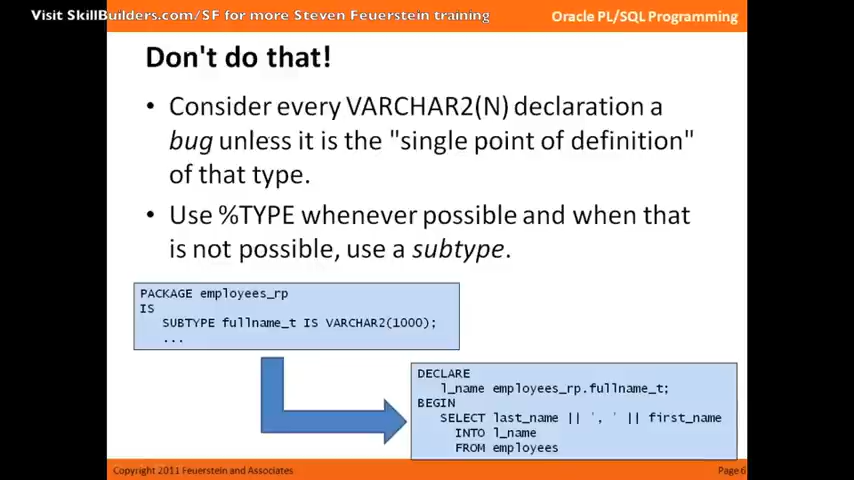 Visit SkillBuilders.com/SF for more Steven Feuerstein training
Oracle PL/SQL Programming
Don't do that!
• Consider every VARCHAR2(N) declaration a
bug unless it is the "single point of definition"
of that type.
• Use %TYPE whenever possible and when that
is not possible, use a subtype.
PACKAGE employees_rp
IS
SUBTYPE fullname_t IS VARCHAR2(1000);
...
DECLARE
l_name employees_rp.fullname_t;
BEGIN
SELECT last_name || ', ' || first_name
INTO l_name
FROM employees
Copyright 2011 Feuerstein and Associates
Page 6